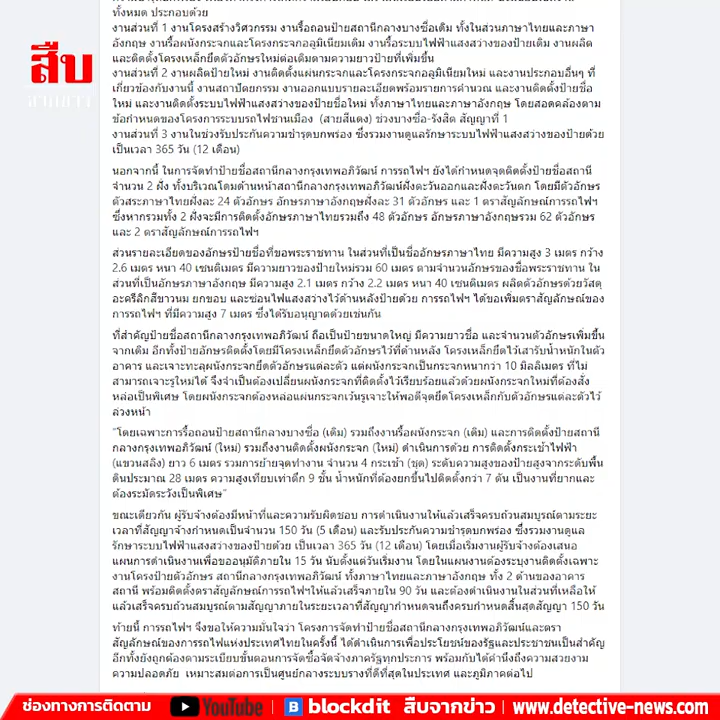 ทั้งหมด ประกอบด้วย
งานส่วนที่ 1 งานโครงสร้างวิศวกรรม งานรื้อถอนป้ายสถานีกลางบางซื่อเดิม ทั้งในส่วนภาษาไทยและภาษา
อังกฤษ งานรื้อผนังกระจกและโครงกระจกอลูมิเนียมเดิม งานรื้อระบบไฟฟ้าแสงสว่างของป้ายเดิม งานผลิต
และติดตั้งโครงเหล็กยึดตัวอักษรใหม่ต่อเติมตามความยาวป้ายที่เพิ่มขึ้น
งานส่วนที่ 2 งานผลิตป้ายใหม่ งานติดตั้งแผ่นกระจกและโครงกระจกอลูมิเนียมใหม่ และงานประกอบอื่นๆ ที่
เกี่ยวข้องกับงานนี้ งานสถาปัตยกรรม งานออกแบบรายละเอียดพร้อมรายการคำนวณ และงานติดตั้งป้ายชื่อ
ใหม่ และงานติดตั้งระบบไฟฟ้าแสงสว่างของป้ายชื่อใหม่ ทั้งภาษาไทยและภาษาอังกฤษ โดยสอดคล้องตาม
ข้อกำหนดของโครงการระบบรถไฟชานเมือง (สายสีแดง) ช่วงบางซื่อ-รังสิต สัญญาที่ 1
งานส่วนที่ 3 งานในช่วงรับประกันความชำรุดบกพร่อง ซึ่งรวมงานดูแลรักษาระบบไฟฟ้าแสงสว่างของป้ายด้วย
เป็นเวลา 365 วัน (12 เดือน)
นอกจากนี้ ในการจัดทำป้ายชื่อสถานีกลางกรุงเทพอภิวัฒน์ การรถไฟฯ ยังได้กำหนดจุดติดตั้งป้ายชื่อสถานี
จำนวน 2 ฝั่ง ทั้งบริเวณโดมด้านหน้าสถานีกลางกรุงเทพอภิวัฒน์ฝั่งตะวันออกและฝั่งตะวันตก โดยมีตัวอักษร
ตัวสระภาษาไทยฝั่งละ 24 ตัวอักษร อักษรภาษาอังกฤษฝั่งละ 31 ตัวอักษร และ 1 ตราสัญลักษณ์การรถไฟฯ
ซึ่งหากรวมทั้ง 2 ฝั่งจะมีการติดตั้งอักษรภาษาไทยรวมถึง 48 ตัวอักษร อักษรภาษาอังกฤษรวม 62 ตัวอักษร
และ 2 ตราสัญลักษณ์การรถไฟฯ
ส่วนรายละเอียดของอักษรป้ายชื่อที่ขอพระราชทาน ในส่วนที่เป็นชื่ออักษรภาษาไทย มีความสูง 3 เมตร กว้าง
2.6 เมตร หนา 40 เซนติเมตร มีความยาวของป้ายใหม่รวม 60 เมตร ตามจำนวนอักษรของชื่อพระราชทาน ใน
ส่วนที่เป็นอักษรภาษาอังกฤษ มีความสูง 2.1 เมตร กว้าง 2.2 เมตร หนา 40 เซนติเมตร ผลิตตัวอักษรด้วยวัสดุ
อะครีลิกสีขาวนม ยกขอบ และซ่อนไฟแสงสว่างไว้ด้านหลังป้ายด้วย การรถไฟฯ ได้ขอเพิ่มตราสัญลักษณ์ของ
การรถไฟฯ ที่มีความสูง 7 เมตร ซึ่งได้รับอนุญาตด้วยเช่นกัน
ที่สำคัญป้ายชื่อสถานีกลางกรุงเทพอภิวัฒน์ ถือเป็นป้ายขนาดใหญ่ มีความยาวชื่อ และจำนวนตัวอักษรเพิ่มขึ้น
จากเดิม อีกทั้งป้ายอักษรติดตั้งโดยมีโครงเหล็กยึดตัวอักษรไว้ที่ด้านหลัง โครงเหล็กยึดไว้เสารับน้ำหนักในตัว
อาคาร และเจาะทะลุผนังกระจกยึดตัวอักษรแต่ละตัว แต่ผนังกระจกเป็นกระจกหนากว่า 10 มิลลิเมตร ที่ไม่
สามารถเจาะรูใหม่ได้ จึงจำเป็นต้องเปลี่ยนผนังกระจกที่ติดตั้งไว้เรียบร้อยแล้วด้วยผนังกระจกใหม่ที่ต้องสั่ง
หล่อเป็นพิเศษ โดยผนังกระจกต้องหล่อแผ่นกระจกเว้นรูเจาะให้พอดีจุดยึดโครงเหล็กกับตัวอักษรแต่ละตัวไว้
ล่วงหน้า
"โดยเฉพาะการรื้อถอนป้ายสถานีกลางบางซื่อ (เดิม) รวมถึงงานรื้อผนังกระจก (เดิม) และการติดตั้งป้ายสถานี
กลางกรุงเทพอภิวัฒน์ (ใหม่) รวมถึงงานติดตั้งผนังกระจก (ใหม่) ดำเนินการด้วย การติดตั้งกระเช้าไฟฟ้า
(แขวนสลิง) ยาว 6 เมตร รวมการย้ายจุดทำงาน จำนวน 4 กระเช้า (ชุด) ระดับความสูงของป้ายสูงจากระดับพื้น
ดินประมาณ 28 เมตร ความสูงเทียบเท่าตึก 9 ชั้น น้ำหนักที่ต้องยกขึ้นไปติดตั้งกว่า 7 ตัน เป็นงานที่ยากและ
ต้องระมัดระวังเป็นพิเศษ"
ขณะเดียวกัน ผู้รับจ้างต้องมีหน้าที่และความรับผิดชอบ การดำเนินงานให้แล้วเสร็จครบถ้วนสมบูรณ์ตามระยะ
เวลาที่สัญญาจ้างกำหนดเป็นจำนวน 150 วัน (5 เดือน) และรับประกันความชำรุดบกพร่อง ซึ่งรวมงานดูแล
รักษาระบบไฟฟ้าแสงสว่างของป้ายด้วย เป็นเวลา 365 วัน (12 เดือน) โดยเมื่อเริ่มงานผู้รับจ้างต้องเสนอ
แผนการดำเนินงานเพื่อขออนุมัติภายใน 15 วัน นับตั้งแต่วันเริ่มงาน โดยในแผนงานต้องระบุงานติดตั้งเฉพาะ
งานโครงป้ายตัวอักษร สถานีกลางกรุงเทพอภิวัฒน์ ทั้งภาษาไทยและภาษาอังกฤษ ทั้ง 2 ด้านของอาคาร
สถานี พร้อมติดตั้งตราสัญลักษณ์การรถไฟฯให้แล้วเสร็จภายใน 90 วัน และต้องดำเนินงานในส่วนที่เหลือให้
แล้วเสร็จครบถ้วนสมบูรณ์ตามสัญญาภายในระยะเวลาที่สัญญากำหนดจนถึงครบกำหนดสิ้นสุดสัญญา 150 วัน
ท้ายนี้ การรถไฟฯ จึงขอให้ความมั่นใจว่า โครงการจัดทำป้ายชื่อสถานีกลางกรุงเทพอภิวัฒน์และตรา
สัญลักษณ์ของการรถไฟแห่งประเทศไทยในครั้งนี้ ได้ดำเนินการเพื่อประโยชน์ของรัฐและประชาชนเป็นสำคัญ
อีกทั้งยังถูกต้องตามระเบียบขั้นตอนการจัดซื้อจัดจ้างภาครัฐทุกประการ พร้อมกับได้คำนึงถึงความสวยงาม
ความปลอดภัย เหมาะสมต่อการเป็นศูนย์กลางระบบรางที่ดีที่สุดในประเทศ และภูมิภาคต่อไป
สืบ
ช่องทางการติดตาม YouTube blockdit สืบจากข่าว www.detective-news.com